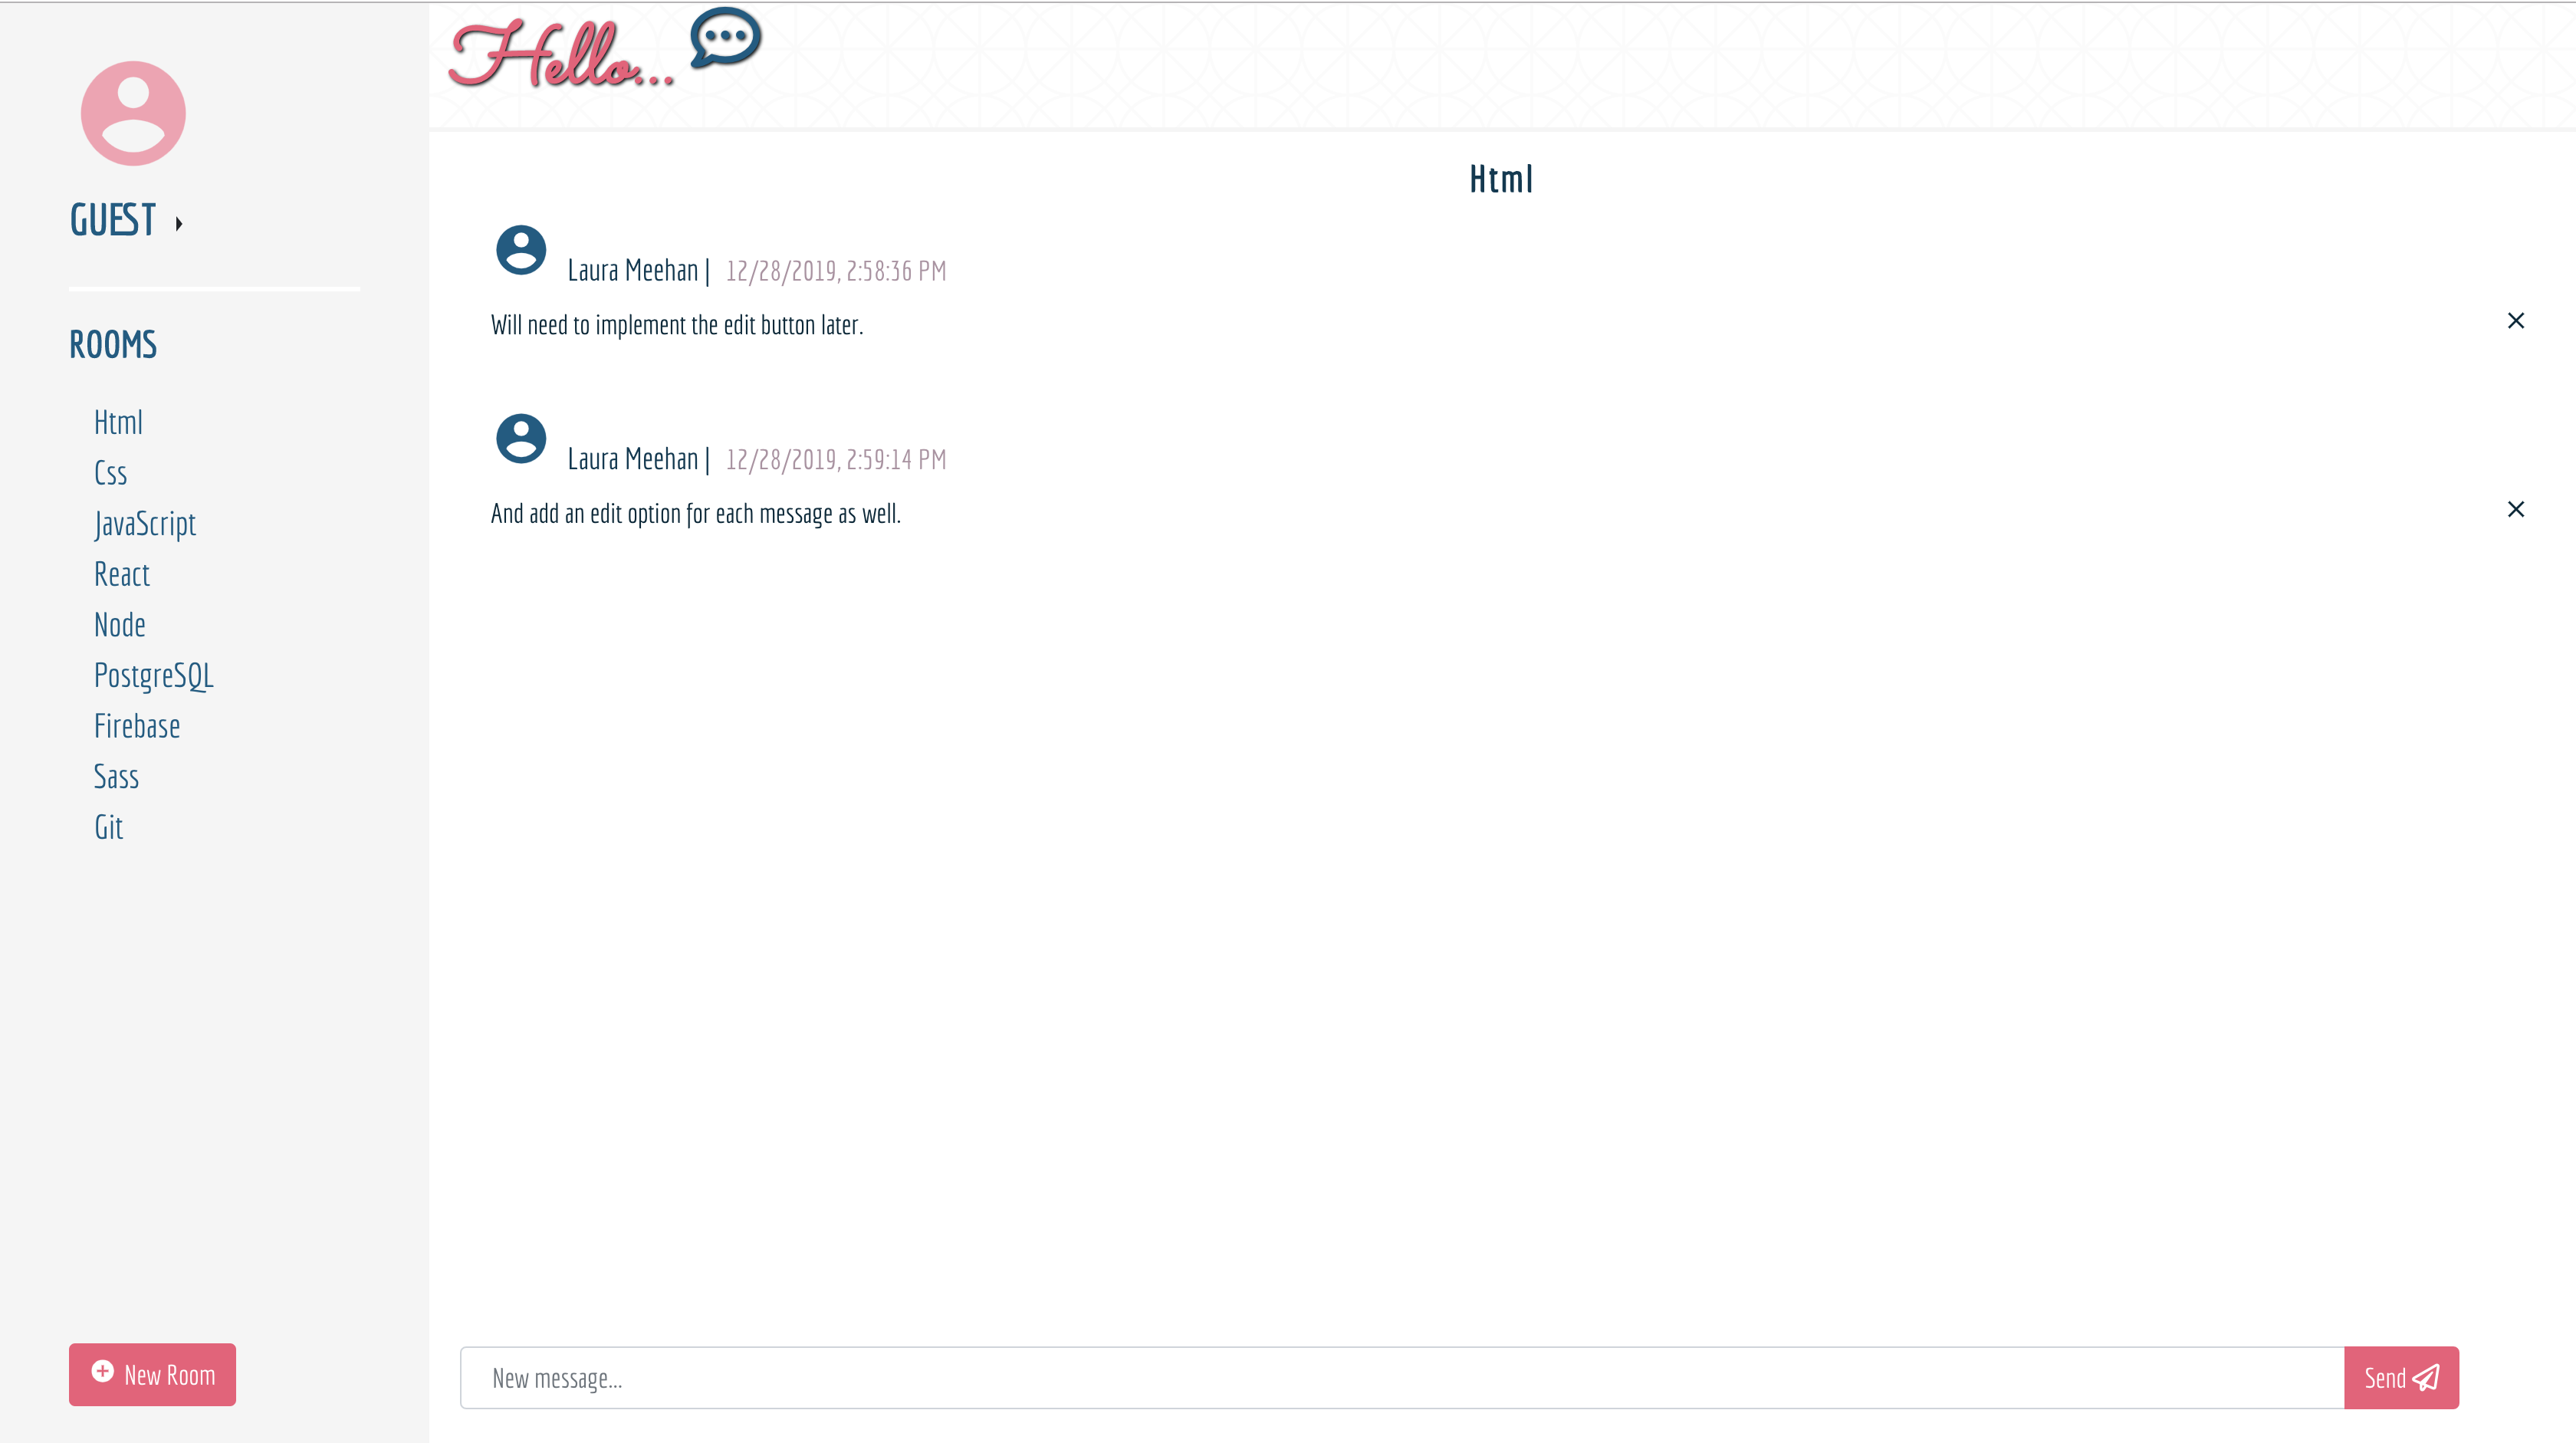 Hello...
GUEST
ROOMS
Html
Css
JavaScript
React
Node
PostgreSQL
Firebase
Sass
Git
New Room
Html
Laura Meehan | 12/28/2019, 2:58:36 PM
Will need to implement the edit button later.
Laura Meehan | 12/28/2019, 2:59:14 PM
And add an edit option for each message as well.
New message...
Send